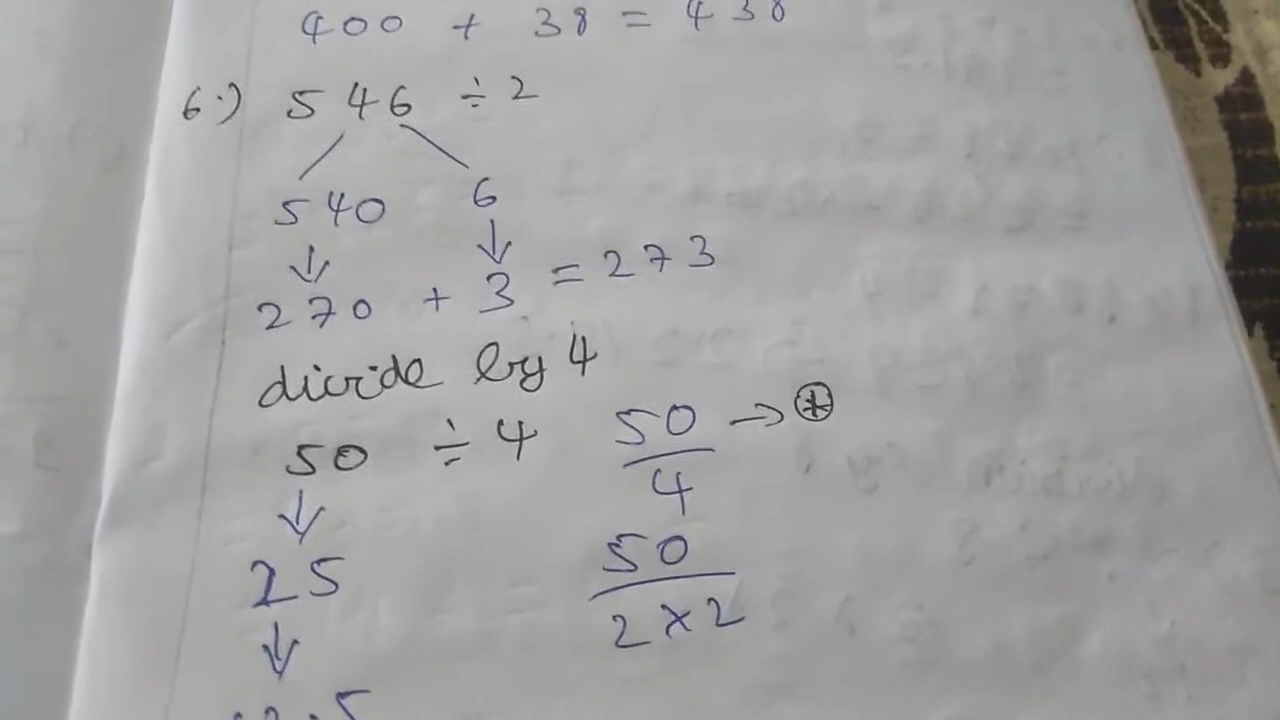 400 + 38 = 438
6.) 546 ÷ 2
540 6
↓ ↓
270 + 3 = 273
divide by 4
50 ÷ 4 50/4 → 
↓
25 50/2×2
↓